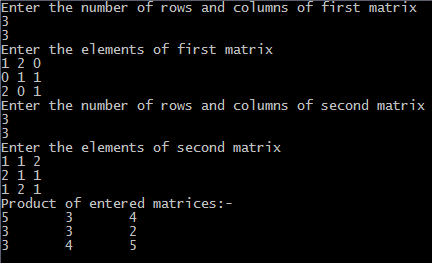 Enter the number of rows and columns of first matrix
3
3
Enter the elements of first matrix
1 2 0
0 1 1
2 0 1
Enter the number of rows and columns of second matrix
3
3
Enter the elements of second matrix
1 1 2
2 1 1
1 2 1
Product of entered matrices:-
5 3 4
3 3 2
3 4 5